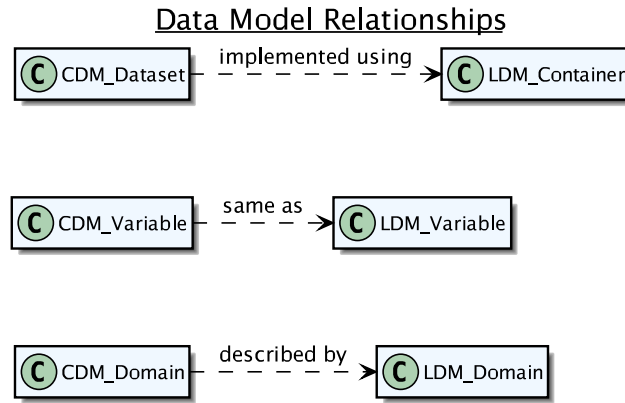 Data Model Relationships
C CDM_Dataset implemented using C LDM_Container
C CDM_Variable same as C LDM_Variable
C CDM_Domain described by C LDM_Domain